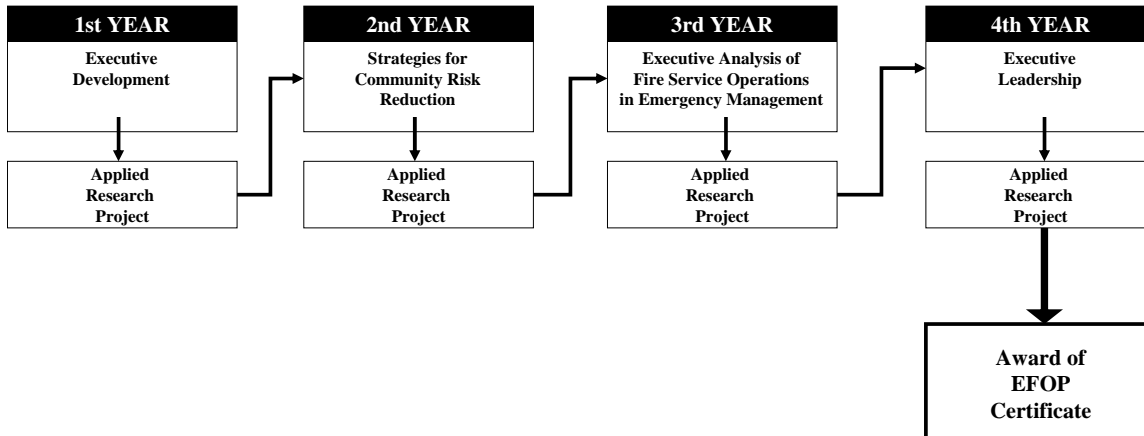 1st YEAR
Executive
Development
Applied
Research
Project
2nd YEAR
Strategies for
Community Risk
Reduction
Applied
Research
Project
3rd YEAR
Executive Analysis of
Fire Service Operations
in Emergency Management
Applied
Research
Project
4th YEAR
Executive
Leadership
Applied
Research
Project
Award of
EFOP
Certificate